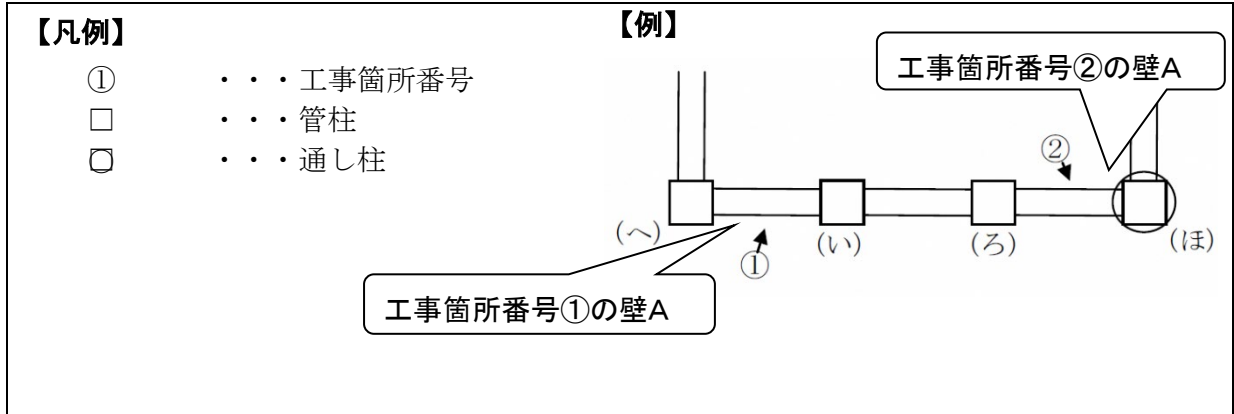 【凡例】
① ・・・工事箇所番号
□ ・・・管柱
・・・通し柱
【例】
工事箇所番号②の壁A
②
(へ)
①
(い)
(ろ)
(ほ)
工事箇所番号①の壁A